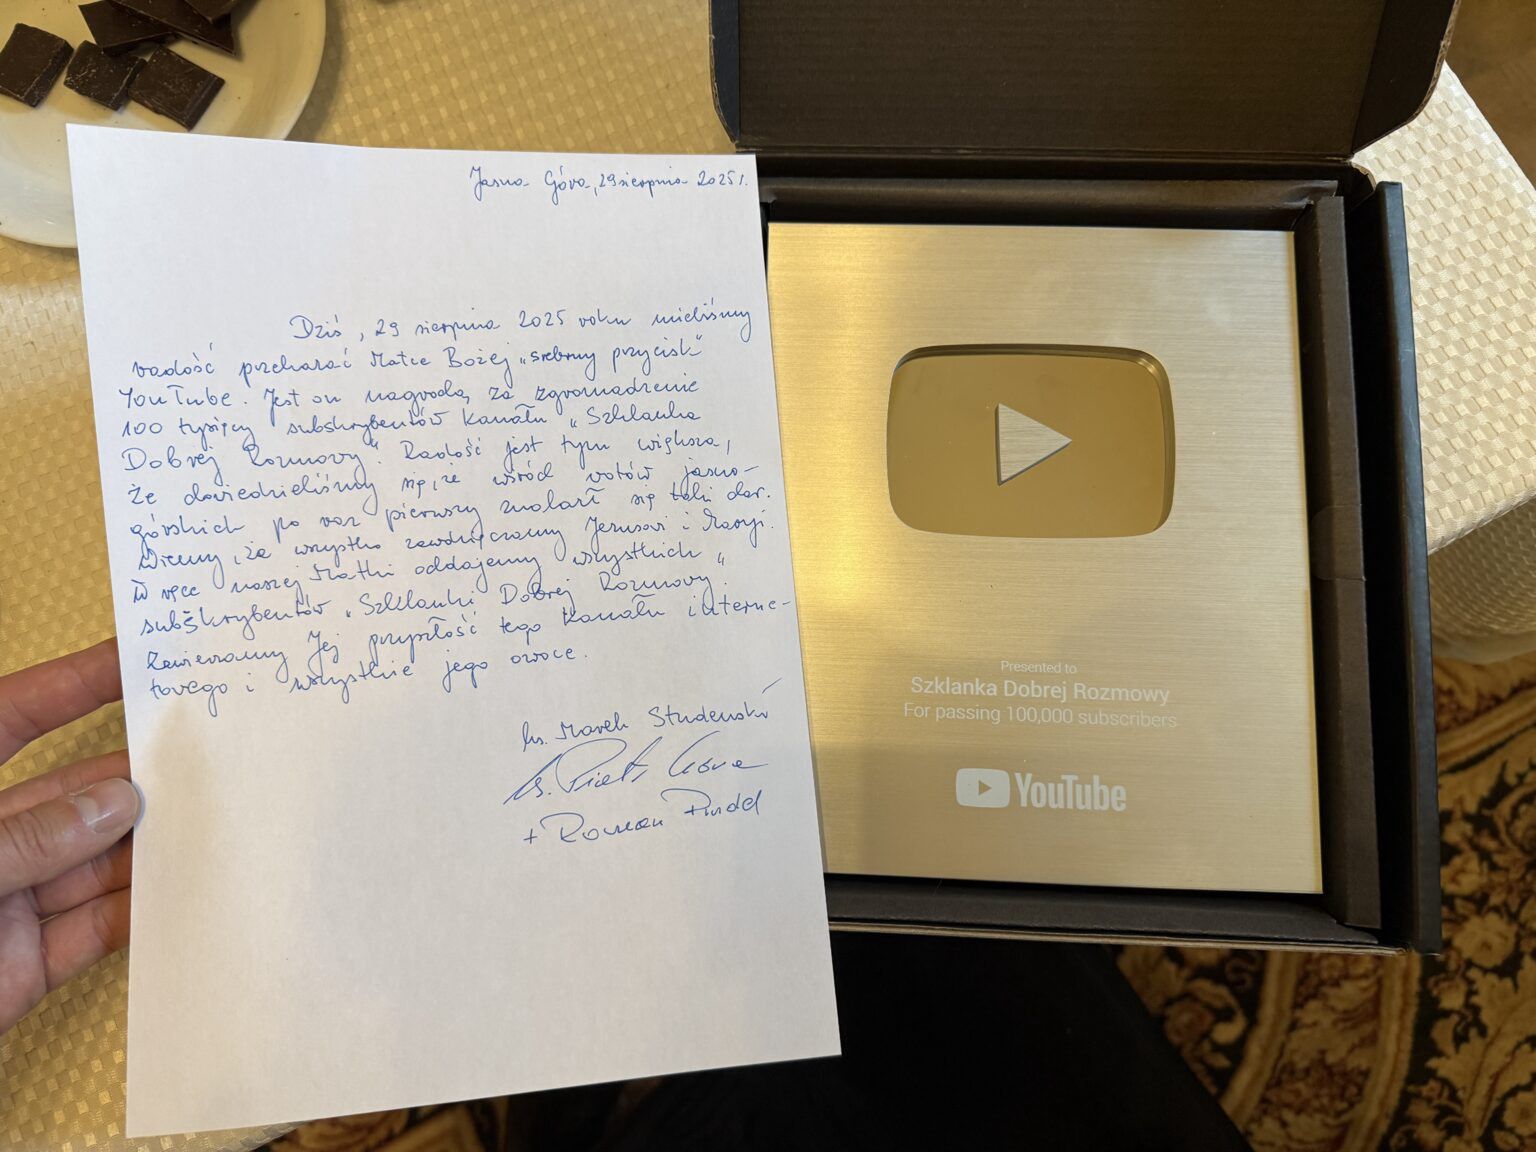 Jasna Góra, 29 sierpnia 2025 r.
Dziś, 29 sierpnia 2025 roku mieliśmy
radość przekazać Matce Bożej „srebrny przycisk”
YouTube. Jest on nagrodą za zgromadzenie
100 tysięcy subskrybentów kanału „Szklanka
Dobrej Rozmowy”. Radość jest tym większa,
że dowiedzieliśmy się, że wśród wotów jasno-
górskich po raz pierwszy znalazł się taki dar.
Wiemy, że wszystko zawdzięczamy Jezusowi i Maryi.
W ręce naszej Matki oddajemy wszystkich
subskrybentów „Szklanki Dobrej Rozmowy”.
Zawierzamy Jej przyszłość tego kanału interne-
towego i wszystkie jego owoce.
ks. Marek Studenski
ks. Piotr Góra
+ Roman Pindel
Presented to
Szklanka Dobrej Rozmowy
For passing 100,000 subscribers
YouTube